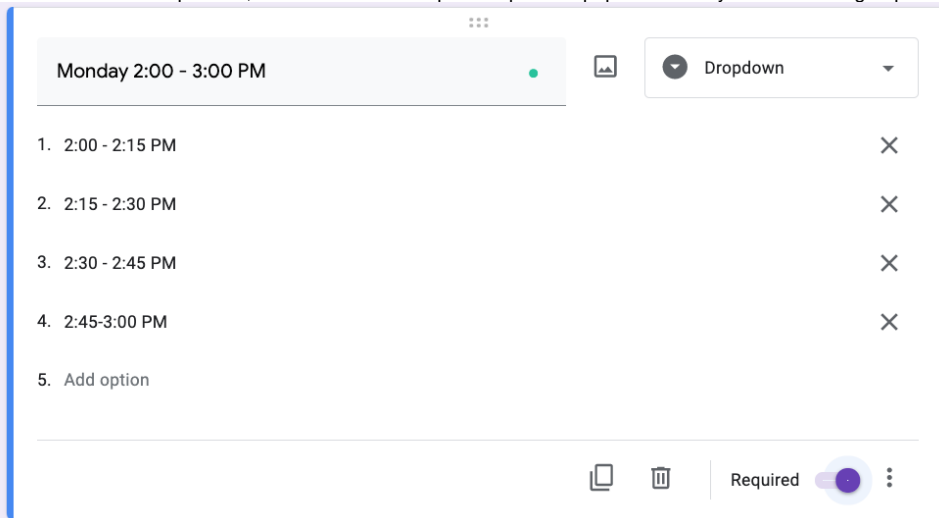 Monday 2:00 - 3:00 PM
Dropdown
1. 2:00 - 2:15 PM
2. 2:15 - 2:30 PM
3. 2:30 - 2:45 PM
4. 2:45-3:00 PM
5. Add option
Required